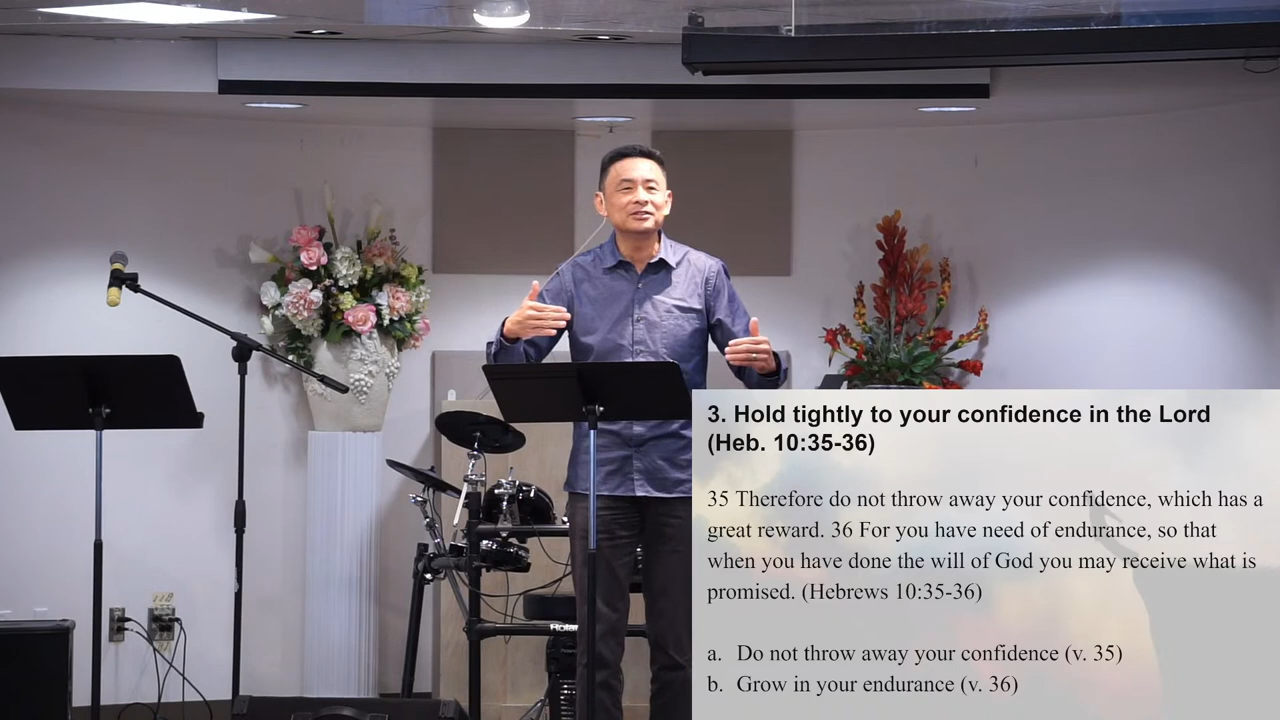 3. Hold tightly to your confidence in the Lord
(Heb. 10:35-36)
35 Therefore do not throw away your confidence, which has a
great reward. 36 For you have need of endurance, so that
when you have done the will of God you may receive what is
promised. (Hebrews 10:35-36)
a. Do not throw away your confidence (v. 35)
b. Grow in your endurance (v. 36)
Roland